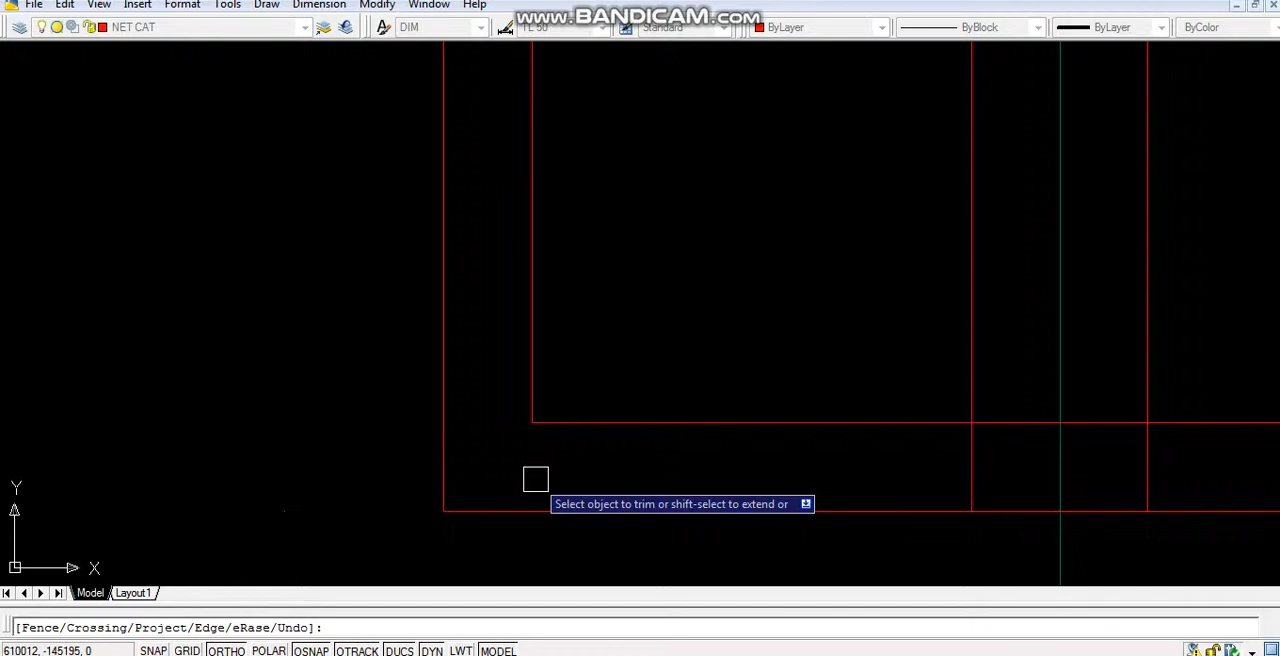 www.BANDICAM.com
File Edit View Insert Format Tools Draw Dimension Modify Window Help
NET CAT DIM TL 50 Standard ByLayer ByBlock ByLayer ByColor
Select object to trim or shift-select to extend or
Y
X
Model Layout1
[Fence/Crossing/Project/Edge/eRase/Undo]:
610012, -145195, 0 SNAP GRID ORTHO POLAR OSNAP OTRACK DUCS DYN LWT MODEL